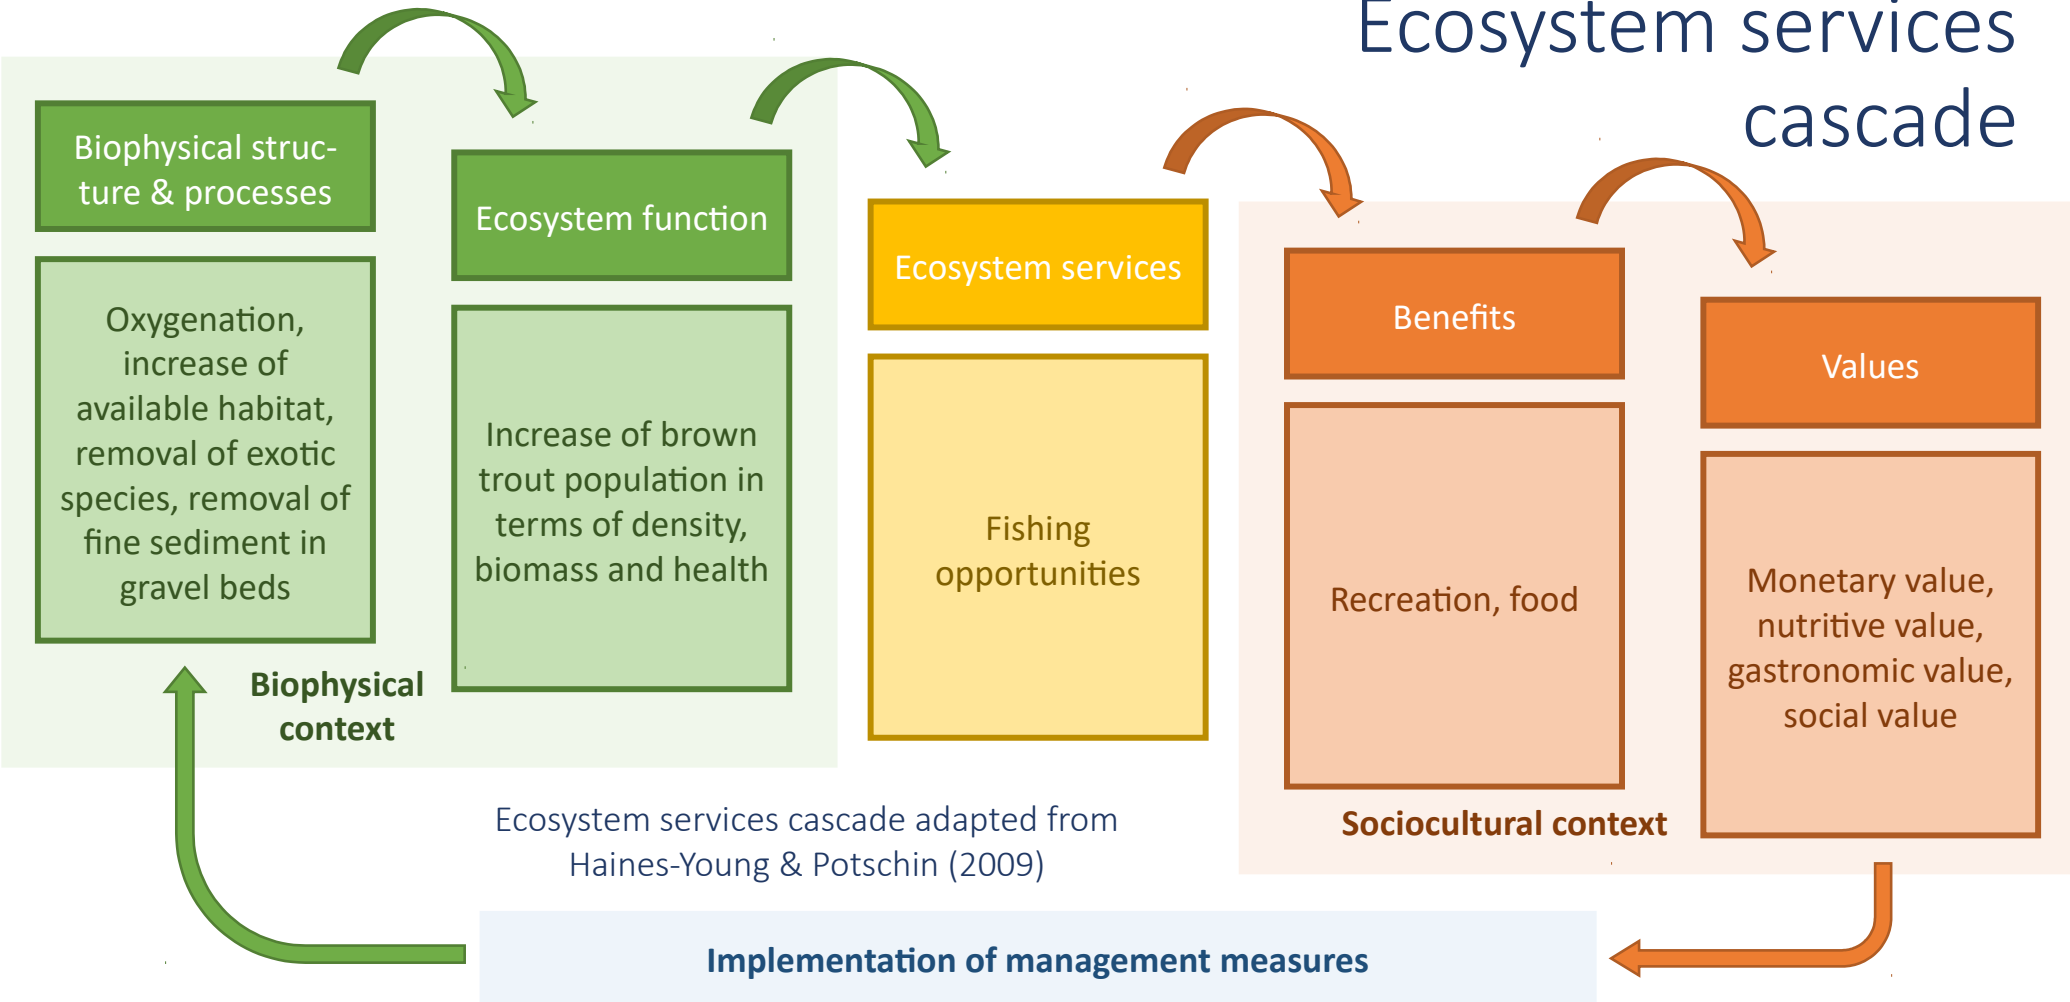 Ecosystem services
cascade
Biophysical struc-
ture & processes
Oxygenation,
increase of
available habitat,
removal of exotic
species, removal of
fine sediment in
gravel beds
Ecosystem function
Increase of brown
trout population in
terms of density,
biomass and health
Biophysical
context
Ecosystem services
Fishing
opportunities
Benefits
Recreation, food
Values
Monetary value,
nutritive value,
gastronomic value,
social value
Sociocultural context
Ecosystem services cascade adapted from
Haines-Young & Potschin (2009)
Implementation of management measures